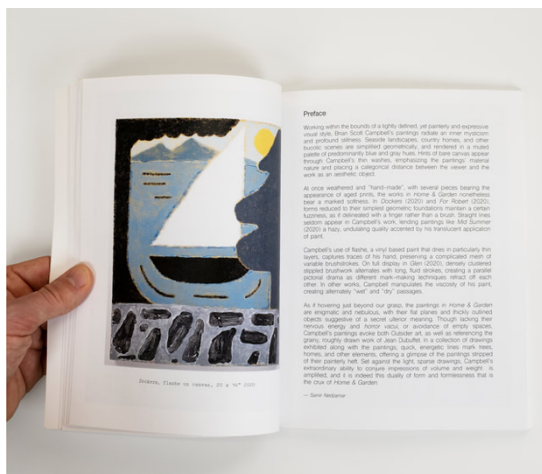 Dockers, flashe on canvas, 20 x 16" 2020
Preface
Working within the bounds of a tightly defined, yet painterly and expressive
visual style, Brian Scott Campbell's paintings radiate an inner mysticism
and profound stillness. Seaside landscapes, country homes, and other
bucolic scenes are simplified geometrically, and rendered in a muted
palette of predominantly blue and gray hues. Hints of bare canvas appear
through Campbell's thin washes, emphasizing the paintings' material
nature and placing a categorical distance between the viewer and the
work as an aesthetic object.
At once weathered and "hand-made", with several pieces bearing the
appearance of aged prints, the works in Home & Garden nonetheless
bear a marked softness. In Dockers (2020) and For Robert (2020),
forms reduced to their simplest geometric foundations maintain a certain
fuzziness, as if delineated with a finger rather than a brush. Straight lines
seldom appear in Campbell's work, lending paintings like Mid Summer
(2020) a hazy, undulating quality accented by his translucent application
of paint.
Campbell's use of flashe, a vinyl based paint that dries in particularly thin
layers, captures traces of his hand, preserving a complicated mesh of
variable brushstrokes. On full display in Glen (2020), densely clustered
stippled brushwork alternates with long, fluid strokes, creating a parallel
pictorial drama as different mark-making techniques refract off each
other. In other works, Campbell manipulates the viscosity of his paint,
creating alternately "wet" and "dry" passages.
As if hovering just beyond our grasp, the paintings in Home & Garden
are enigmatic and nebulous, with their flat planes and thickly outlined
objects suggestive of a secret ulterior meaning. Though lacking their
nervous energy and horror vacui, or avoidance of empty spaces,
Campbell's paintings evoke both Outsider art, as well as referencing the
grainy, roughly drawn work of Jean Dubuffet. In a collection of drawings
exhibited along with the paintings, quick, energetic lines mark trees,
homes, and other elements, offering a glimpse of the paintings stripped
of their painterly heft. Set against the light, sparse drawings, Campbell's
extraordinary ability to conjure impressions of volume and weight is
amplified, and it is indeed this duality of form and formlessness that is
the crux of Home & Garden.